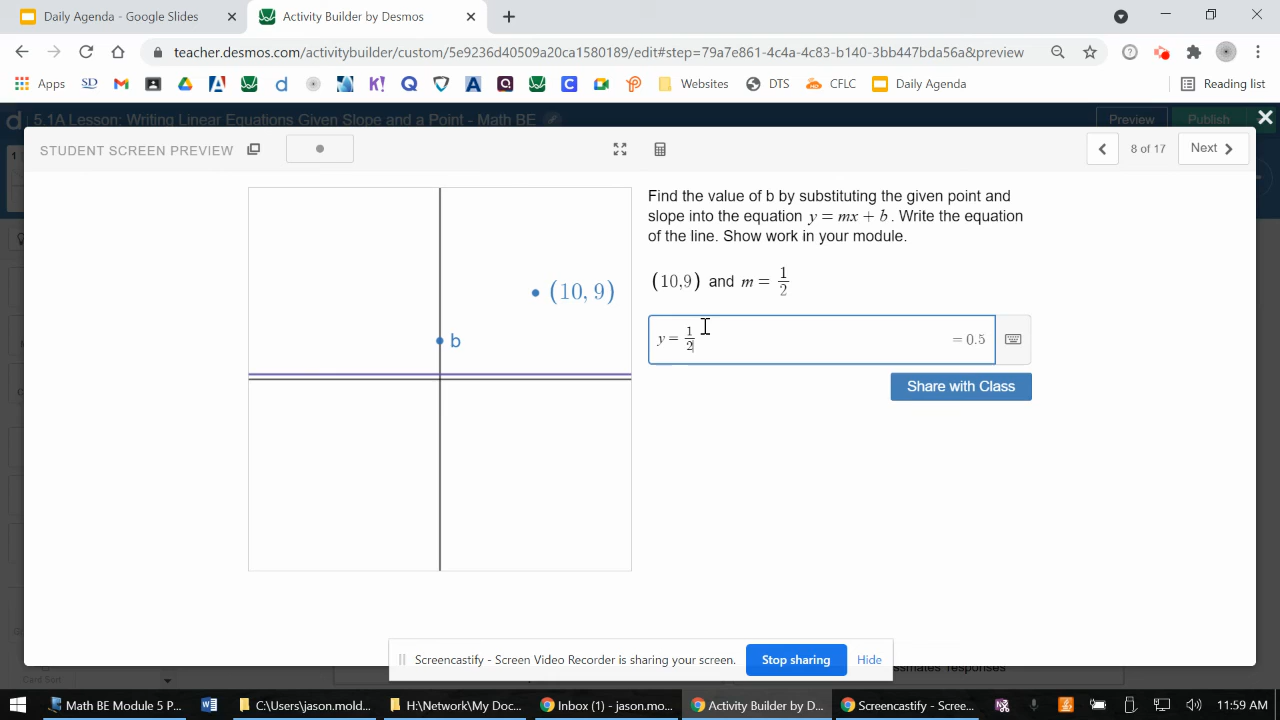 Daily Agenda - Google Slides
Activity Builder by Desmos
teacher.desmos.com/activitybuilder/custom/5e9236d40509a20ca1580189/edit#step=79a7e861-4c4a-4c83-b140-3bb447bda56a&preview
Apps
SD
Websites
DTS
CFLC
Daily Agenda
Reading list
5.1A Lesson: Writing Linear Equations Given Slope and a Point - Math BE
Preview
Publish
STUDENT SCREEN PREVIEW
8 of 17
Next
Find the value of b by substituting the given point and
slope into the equation y = mx + b. Write the equation
of the line. Show work in your module.
(10,9) and m = 1/2
(10, 9)
b
y = 1/2
= 0.5
Share with Class
Screencastify - Screen Video Recorder is sharing your screen.
Stop sharing
Hide
Card Sort
Math BE Module 5 P...
C:\Users\jason.mold...
H:\Network\My Doc...
Inbox (7) - jason.mo...
Activity Builder by D...
Screencastify - Scree...
11:59 AM